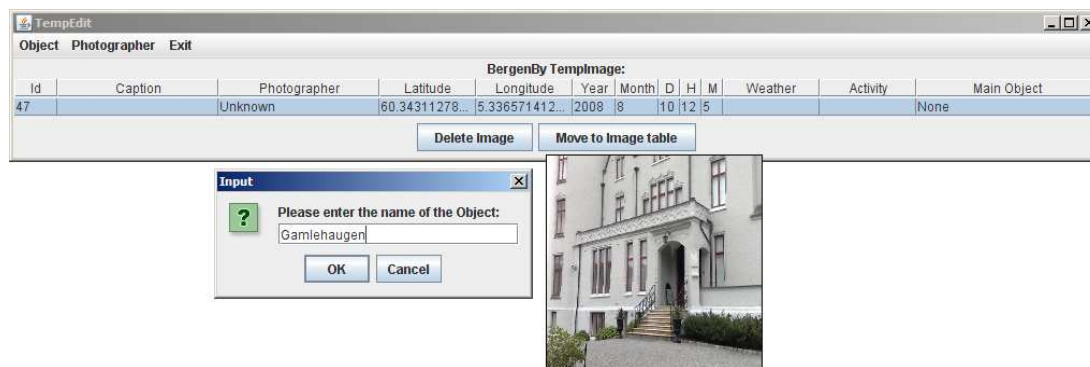 TempEdit
Object Photographer Exit
BergenBy TempImage:
Id Caption Photographer Latitude Longitude Year Month D H M Weather Activity Main Object
47 Unknown 60.34311278... 5.336571412... 2008 8 10 12 5 None
Delete Image Move to Image table
Input
Please enter the name of the Object:
Gamlehaugen
OK Cancel